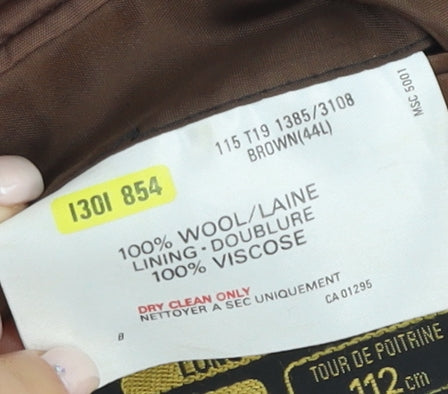 MSC 5001
115 T19 1385/3108
BROWN(44L)
1301 854
100% WOOL/LAINE
LINING • DOUBLURE
100% VISCOSE
DRY CLEAN ONLY
NETTOYER A SEC UNIQUEMENT
CA 01295
B
TOUR DE POITRINE
112 cm